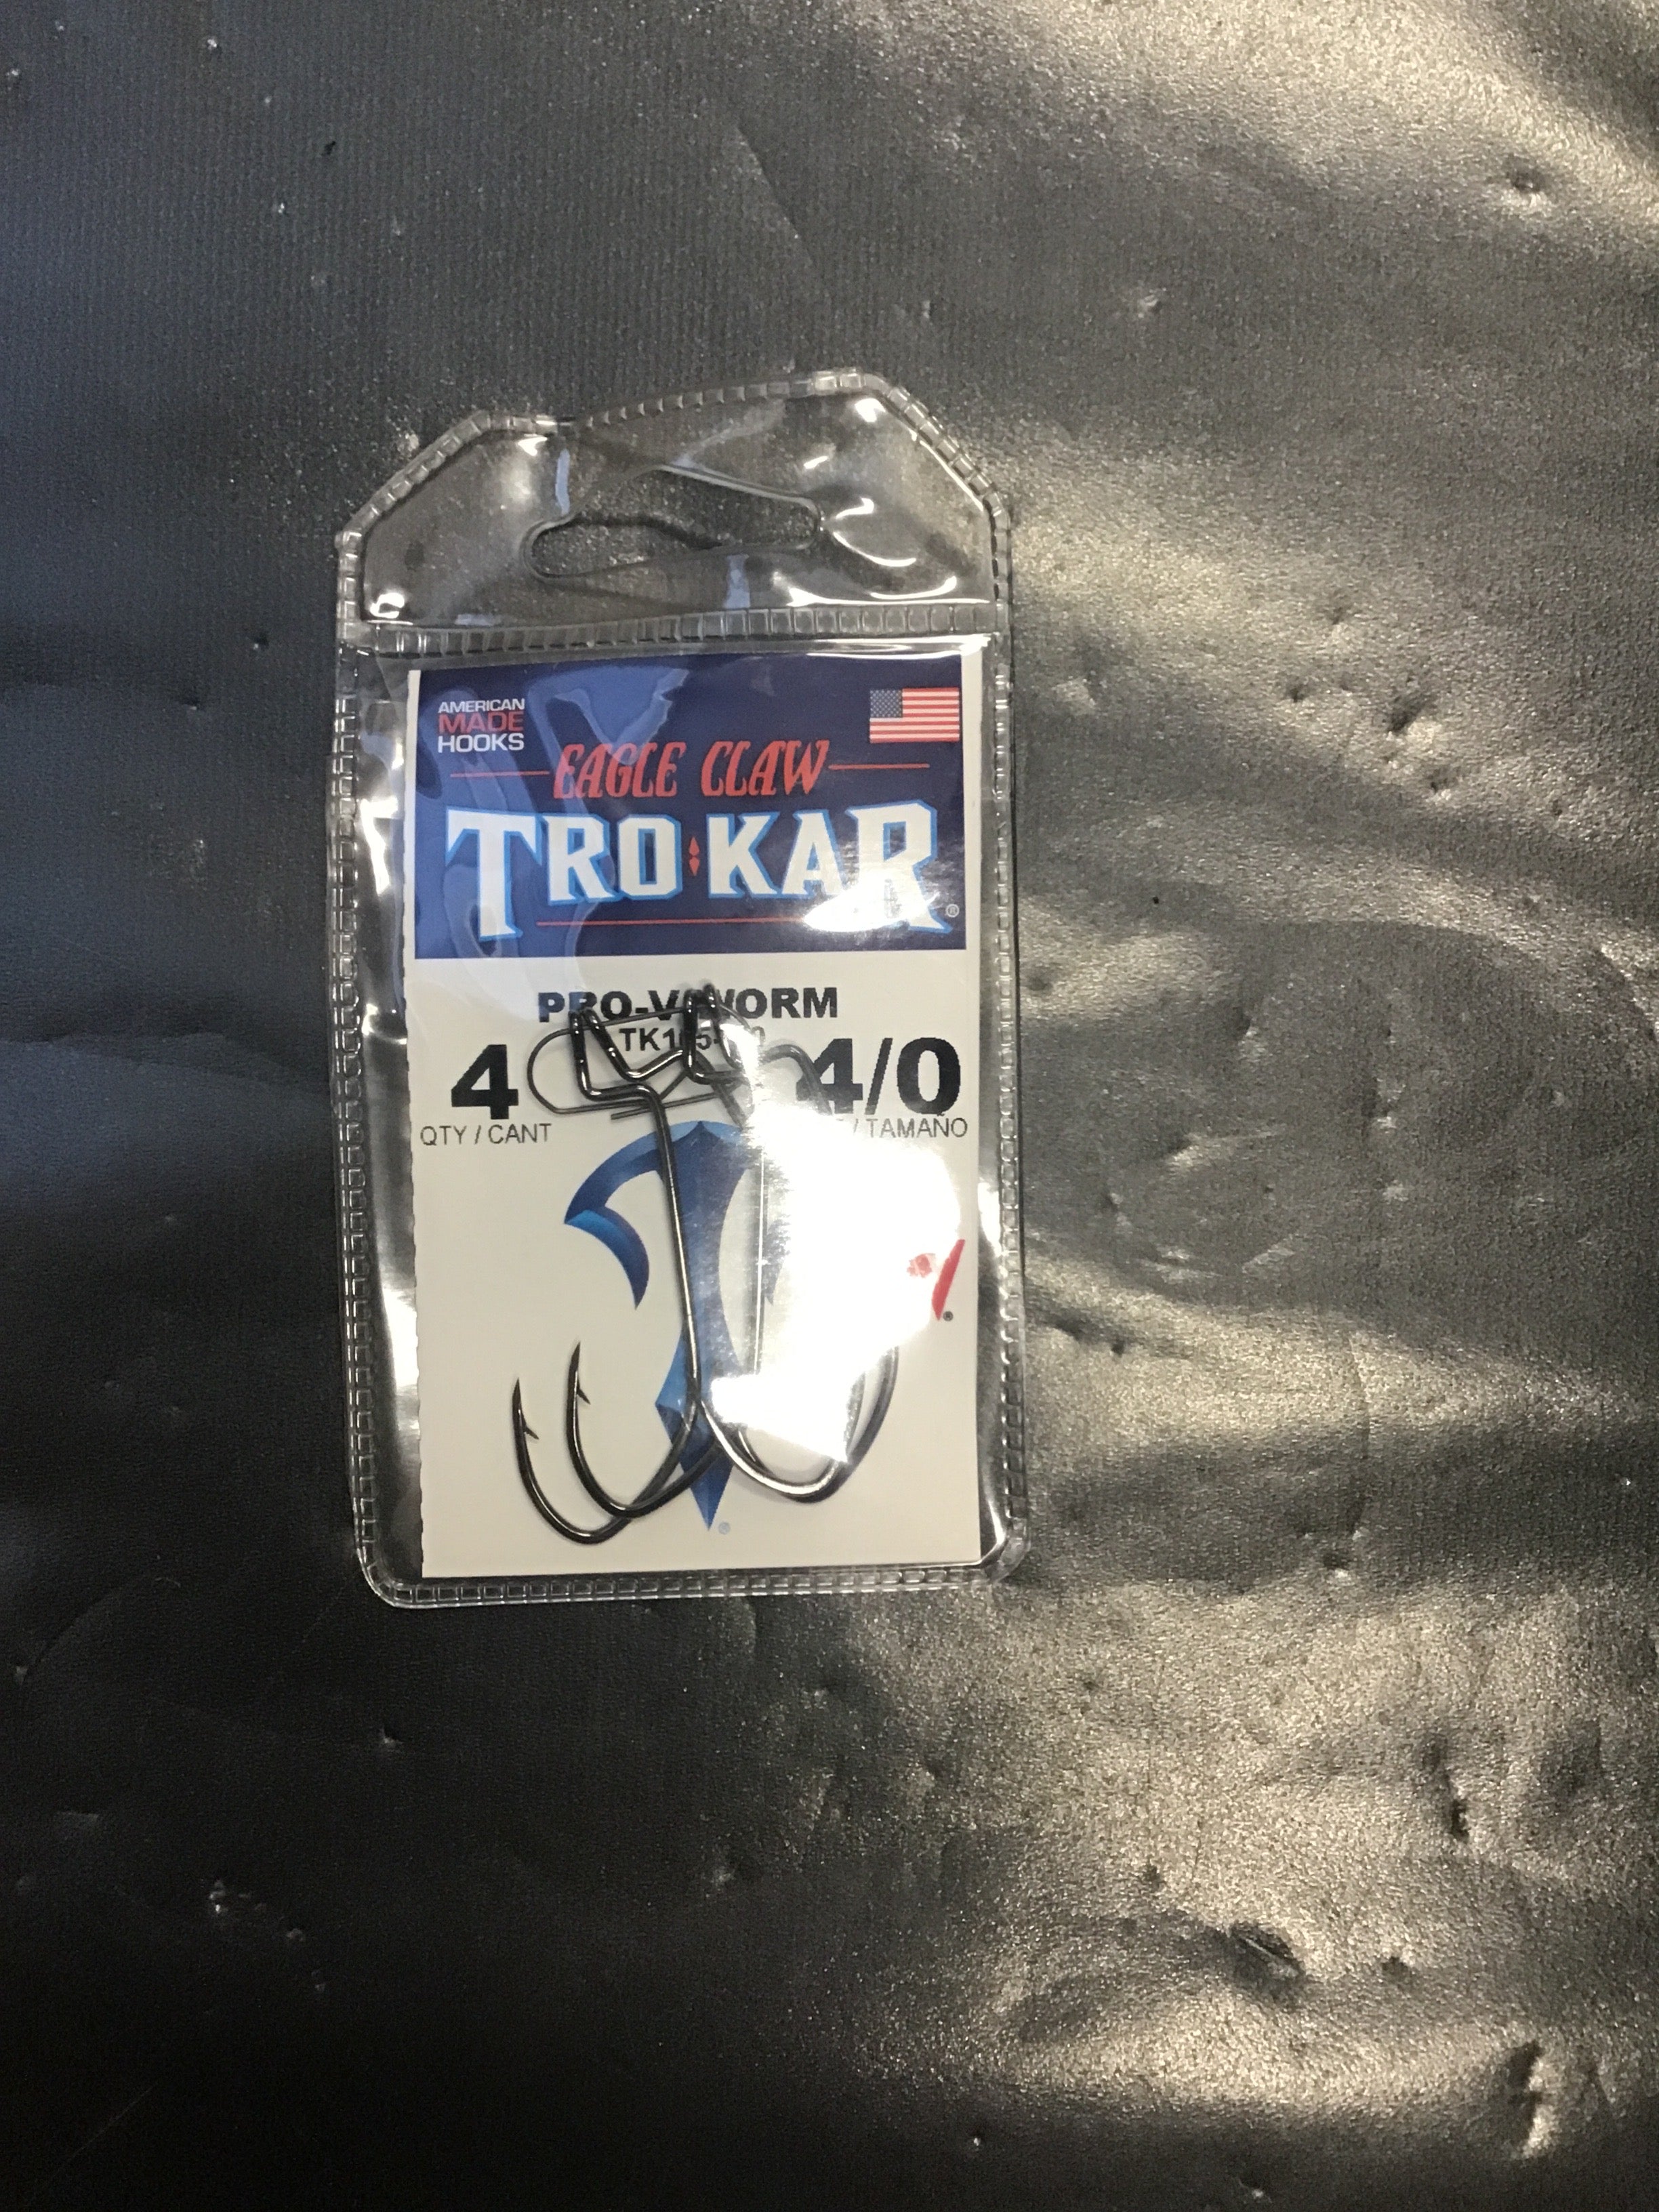 AMERICAN
MADE
HOOKS
EAGLE CLAW
TRO KAR ®
4
4/0
QTY / CANT
/ TAMAÑO
®
®